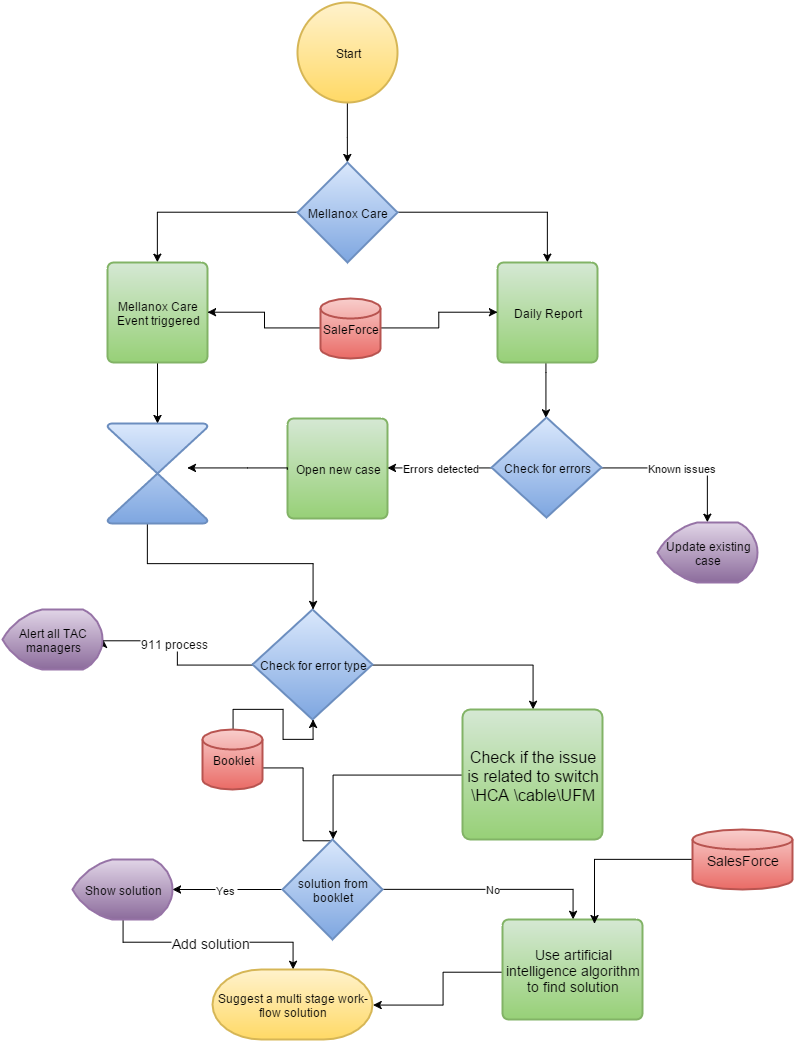 Start
Mellanox Care
Mellanox Care
Event triggered
SaleForce
Daily Report
Open new case
Errors detected
Check for errors
Known issues
Update existing
case
Alert all TAC
managers
911 process
Check for error type
Booklet
Check if the issue
is related to switch
\HCA \cable\UFM
SalesForce
Show solution
Yes
solution from
booklet
No
Add solution
Use artificial
intelligence algorithm
to find solution
Suggest a multi stage work-
flow solution